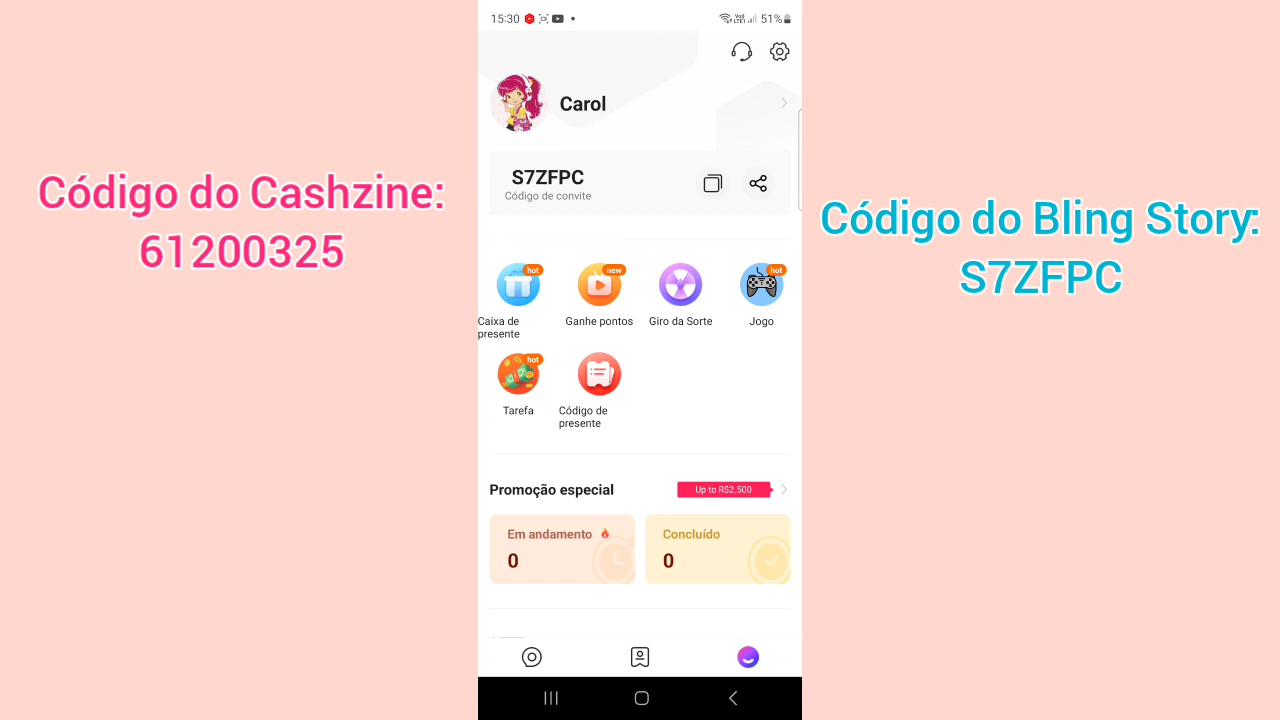 15:30
51%
Carol
Código do Cashzine:
61200325
S7ZFPC
Código de convite
Código do Bling Story:
S7ZFPC
hot
new
hot
Caixa de
presente
Ganhe pontos
Giro da Sorte
Jogo
hot
Tarefa
Código de
presente
Promoção especial
Up to R$2.500
Em andamento
0
Concluído
0